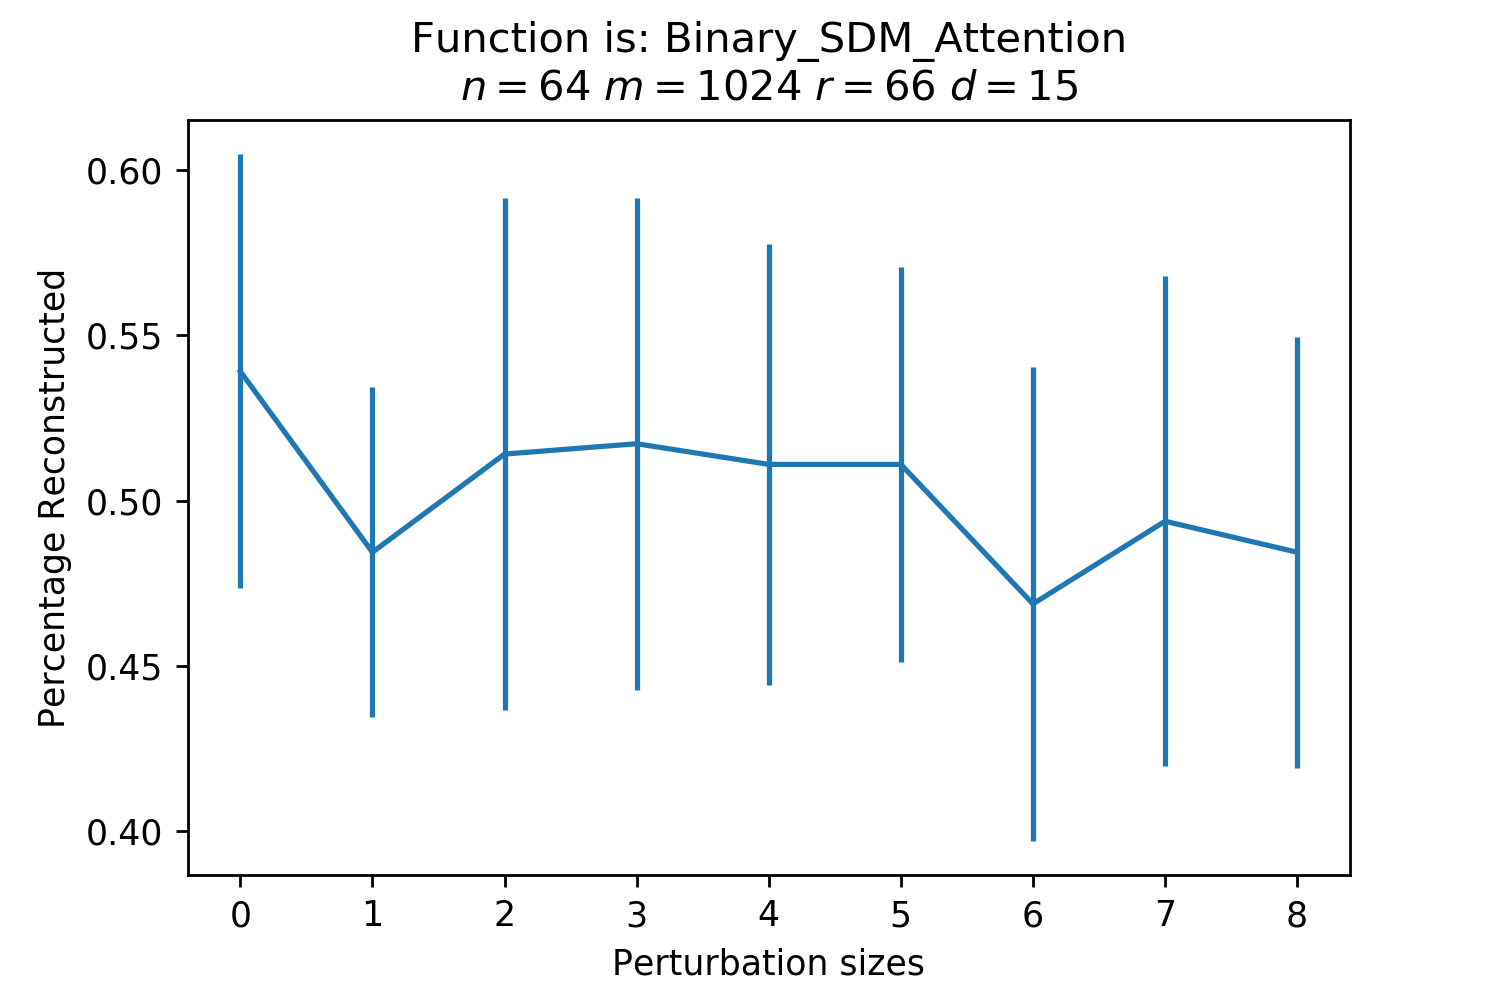 Function is: Binary_SDM_Attention
n = 64 m = 1024 r = 66 d = 15
Percentage Reconstructed
0.60
0.55
0.50
0.45
0.40
0 1 2 3 4 5 6 7 8
Perturbation sizes